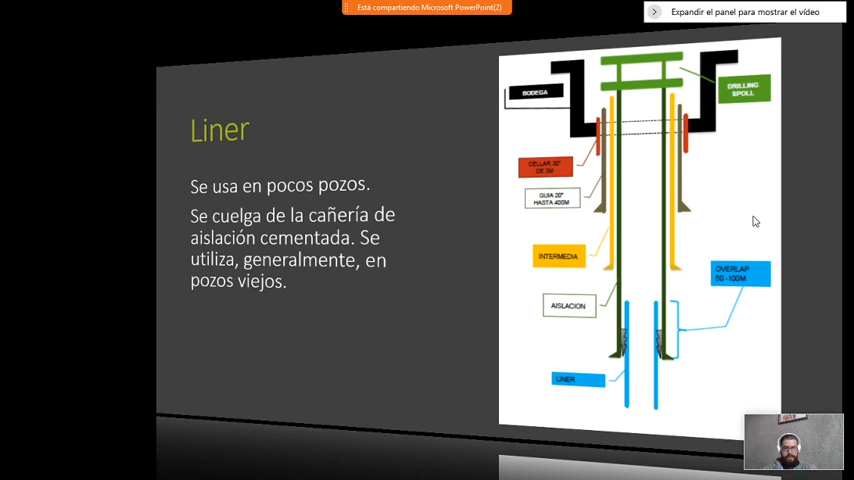 Está compartiendo Microsoft PowerPoint(2)
Expandir el panel para mostrar el vídeo
Liner
Se usa en pocos pozos.
Se cuelga de la cañería de
aislación cementada. Se
utiliza, generalmente, en
pozos viejos.
BODEGA
DRILLING
SPOLL
CELLAR 30"
DE 3M
GUIA 20"
HASTA 400M
INTERMEDIA
OVERLAP
50 -100M
AISLACION
LINER